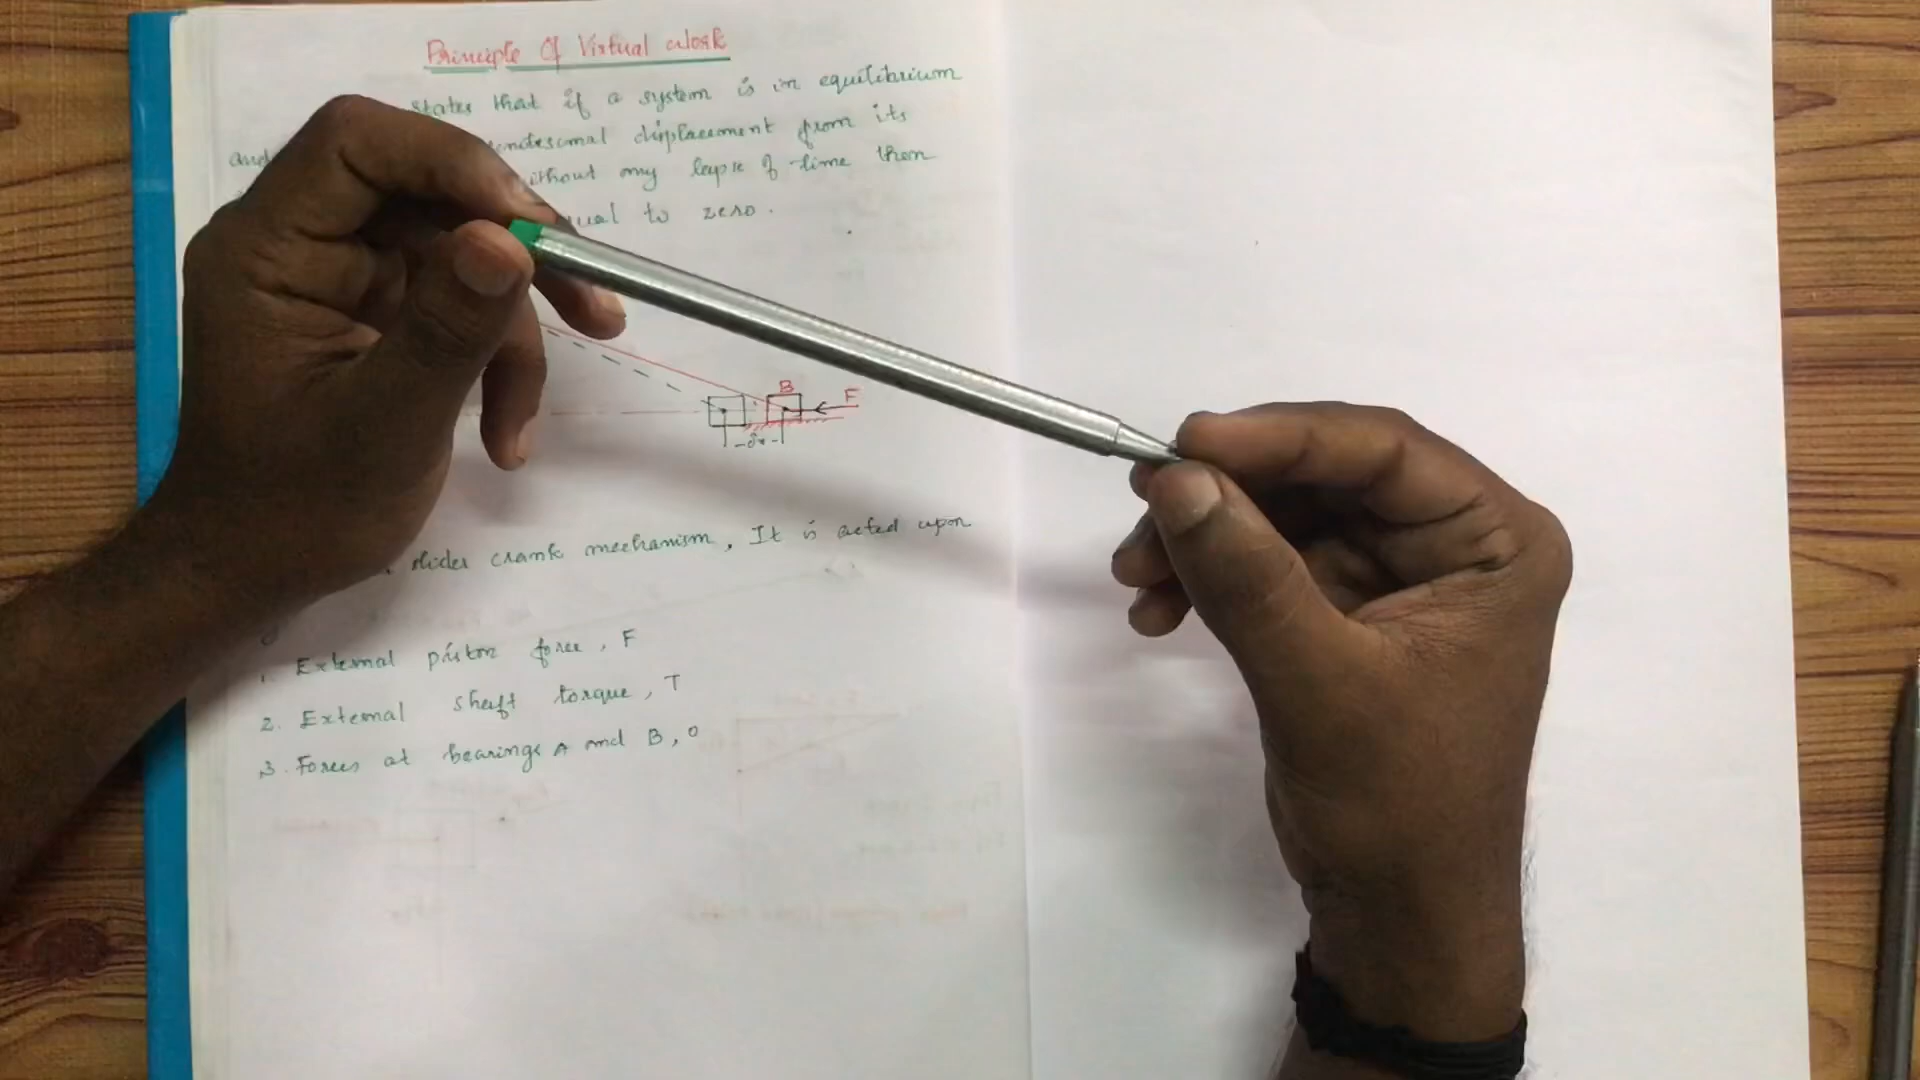 Principle Of Virtual Work
states that if a system is in equilibrium
and displacement from its
without any lapse of time then
to zero.
B
F
δx
slider crank mechanism, It is acted upon
1. External piston force, F
2. External shaft torque, T
3. Forces at bearings A and B, 0